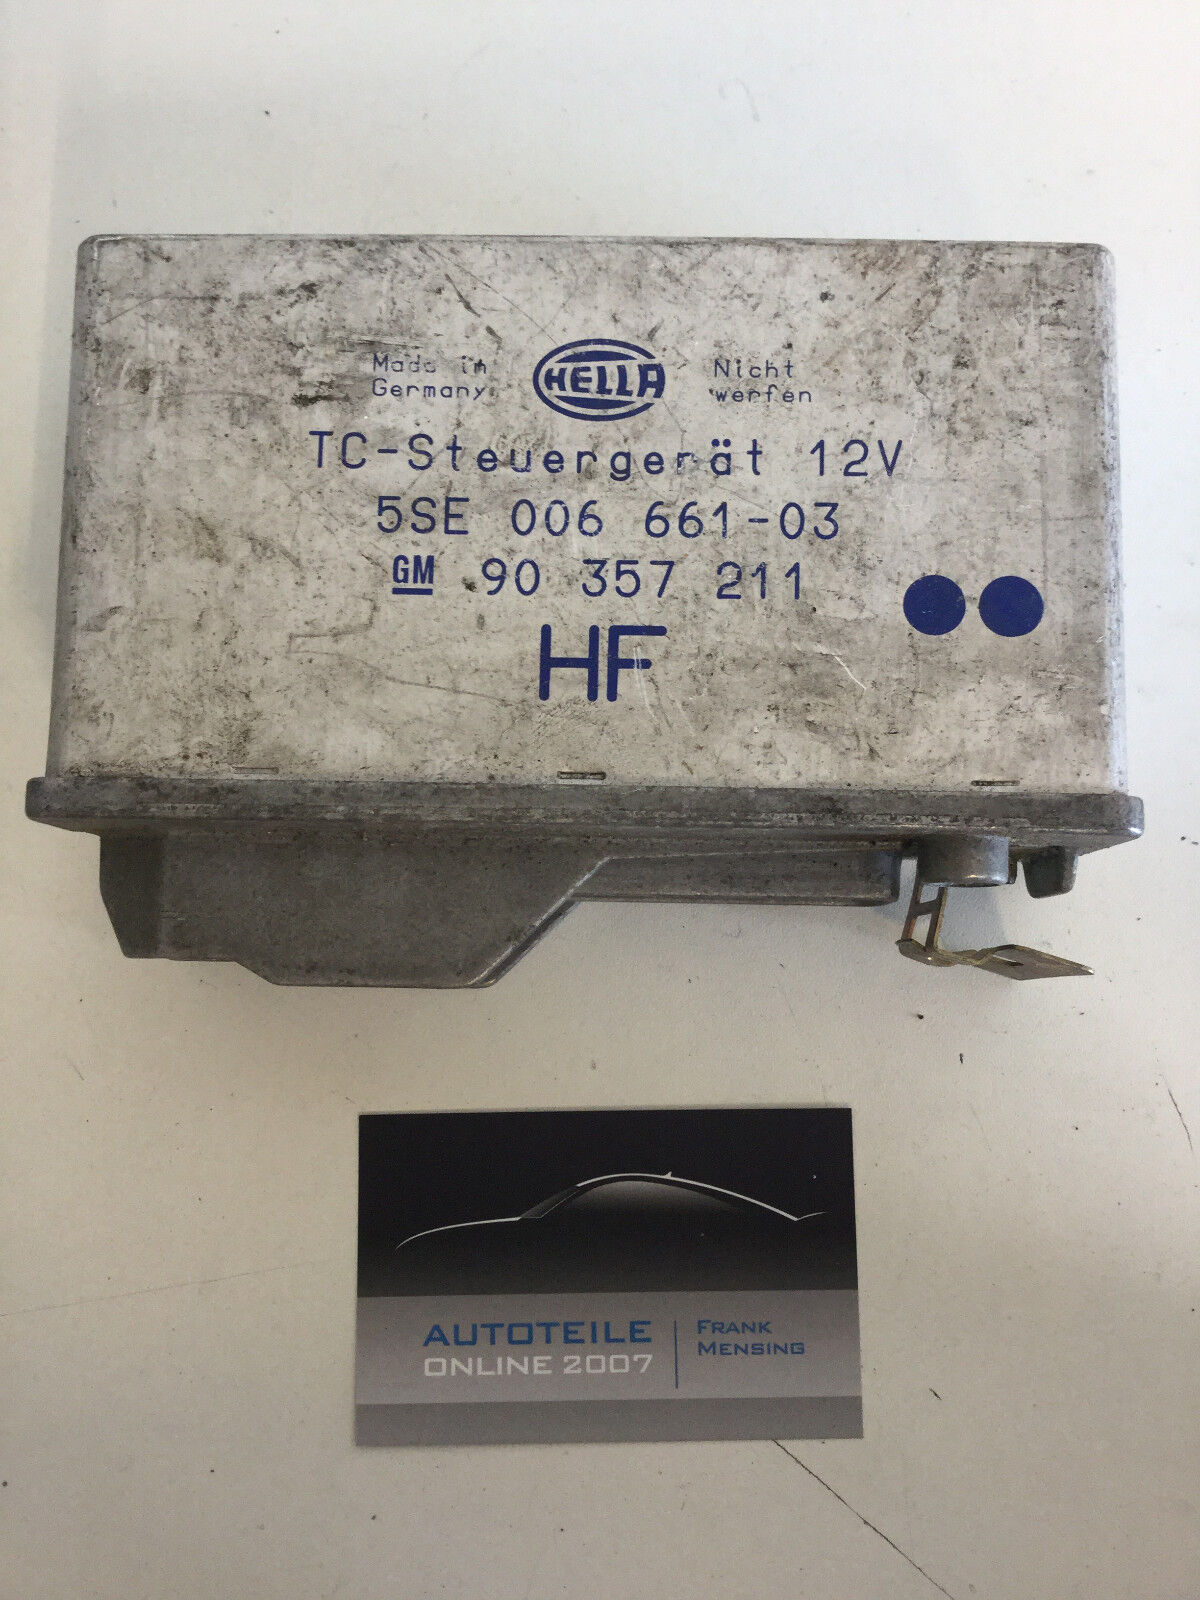 Made in
Germany
HELLA
Nicht
werfen
TC-Steuergerät 12V
5SE 006 661-03
GM 90 357 211
HF
AUTOTEILE
ONLINE 2007
FRANK
MENSING